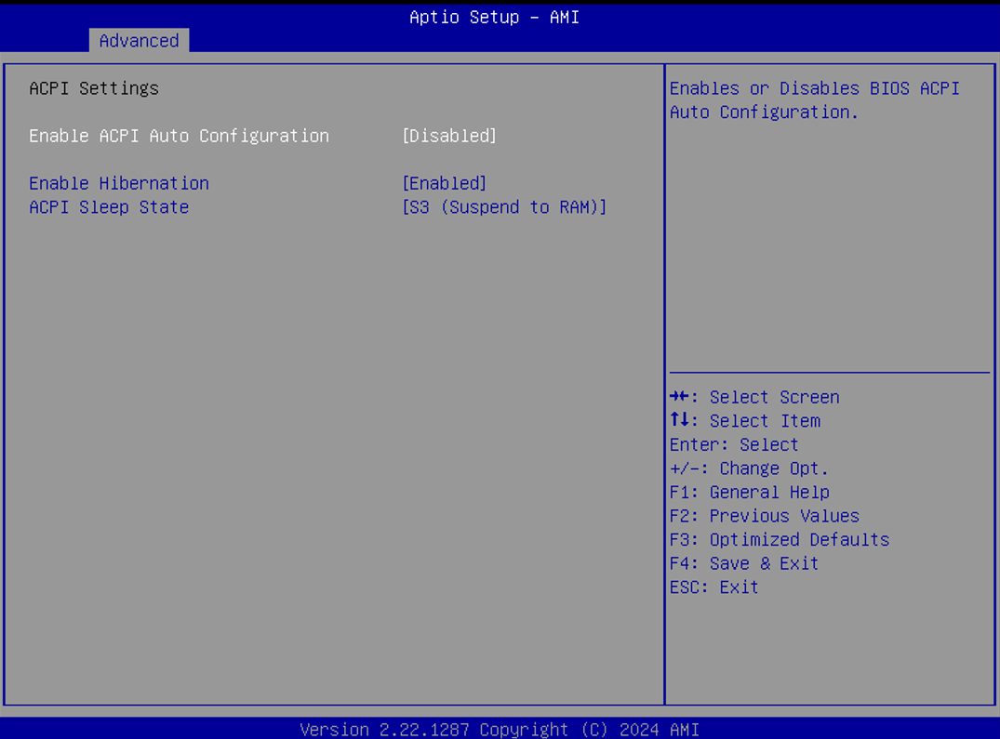 Aptio Setup – AMI
Advanced
ACPI Settings
Enable ACPI Auto Configuration [Disabled]
Enable Hibernation [Enabled]
ACPI Sleep State [S3 (Suspend to RAM)]
Enables or Disables BIOS ACPI
Auto Configuration.
→←: Select Screen
↑↓: Select Item
Enter: Select
+/-: Change Opt.
F1: General Help
F2: Previous Values
F3: Optimized Defaults
F4: Save & Exit
ESC: Exit
Version 2.22.1287 Copyright (C) 2024 AMI